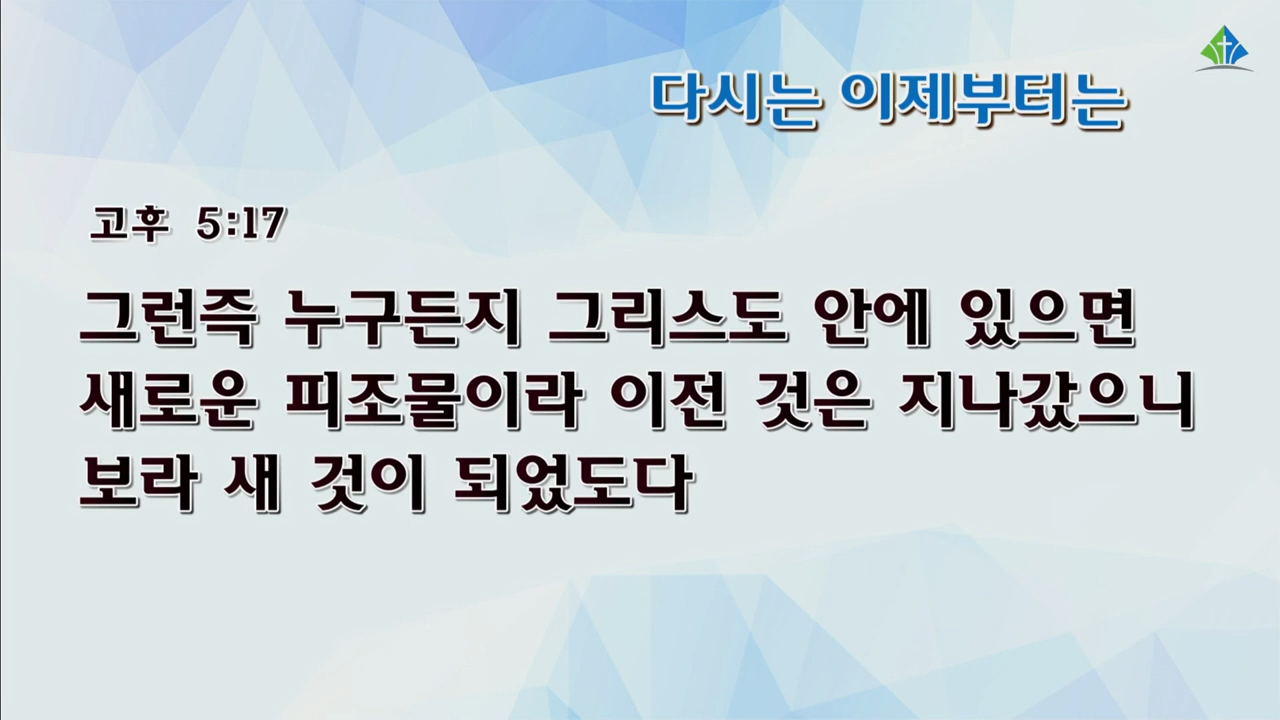 다시는 이제부터는
고후 5:17
그런즉 누구든지 그리스도 안에 있으면
새로운 피조물이라 이전 것은 지나갔으니
보라 새 것이 되었도다